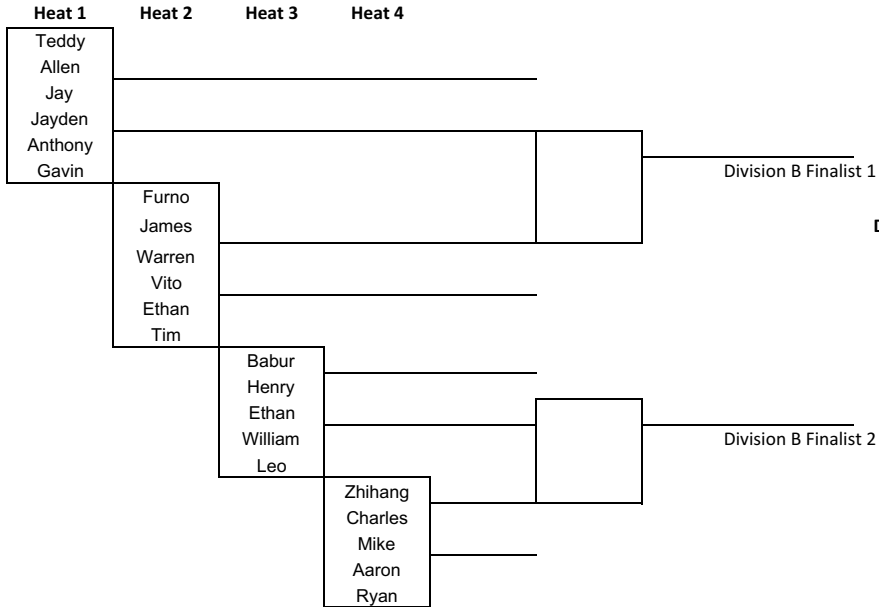 Heat 1 Heat 2 Heat 3 Heat 4
Teddy
Allen
Jay
Jayden
Anthony
Gavin
Division B Finalist 1
Furno
James
D
Warren
Vito
Ethan
Tim
Babur
Henry
Ethan
William
Division B Finalist 2
Leo
Zhihang
Charles
Mike
Aaron
Ryan